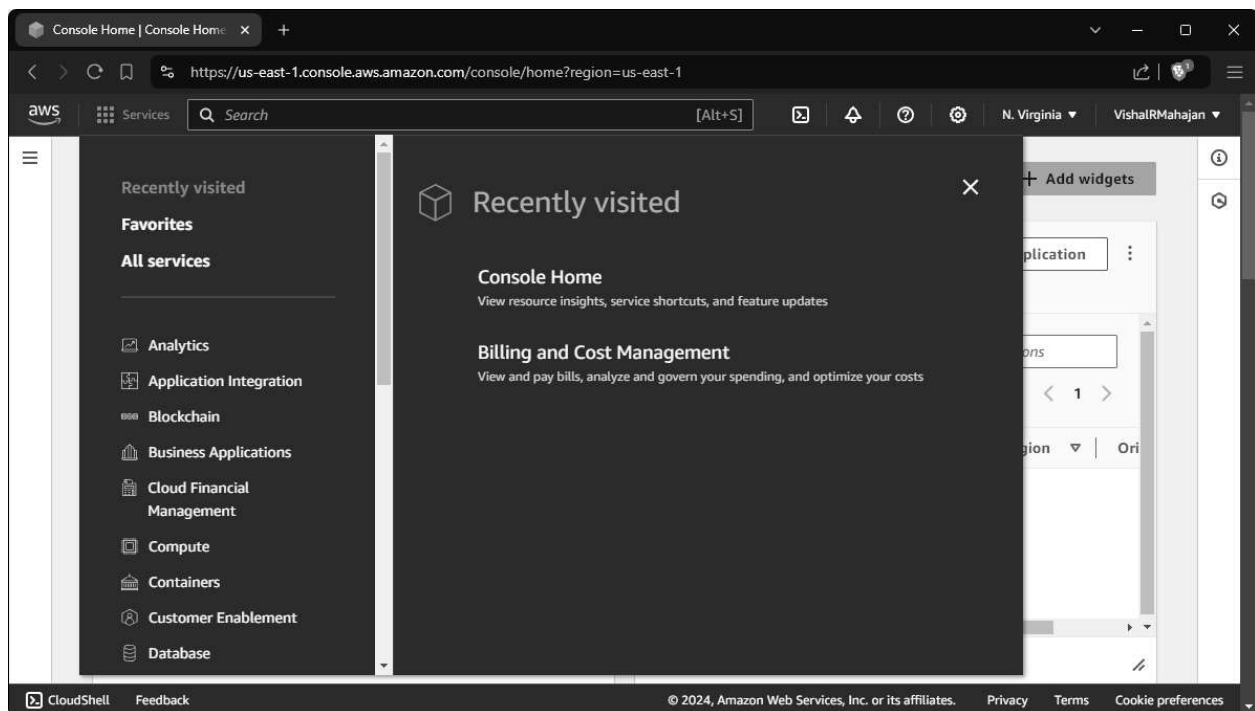 Console Home | Console Home
https://us-east-1.console.aws.amazon.com/console/home?region=us-east-1
aws
Services
Search
[Alt+S]
N. Virginia
VishalRMahajan
Recently visited
Favorites
All services
Analytics
Application Integration
Blockchain
Business Applications
Cloud Financial
Management
Compute
Containers
Customer Enablement
Database
Recently visited
Console Home
View resource insights, service shortcuts, and feature updates
Billing and Cost Management
View and pay bills, analyze and govern your spending, and optimize your costs
+ Add widgets
plication
ons
1
gion
Ori
CloudShell
Feedback
© 2024, Amazon Web Services, Inc. or its affiliates.
Privacy
Terms
Cookie preferences